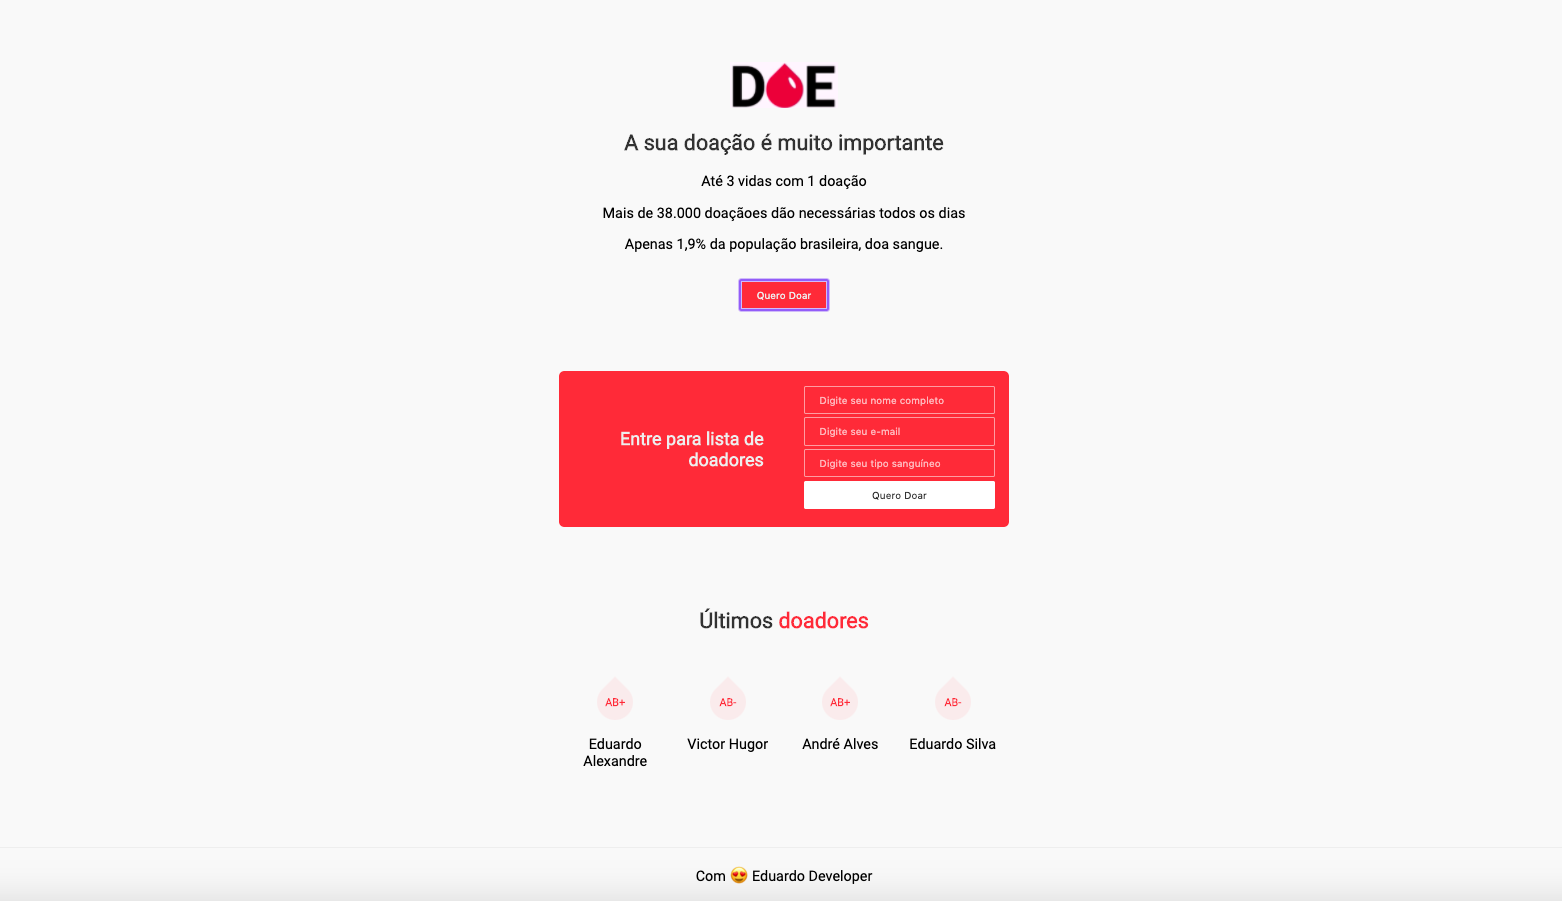 DOE
A sua doação é muito importante
Até 3 vidas com 1 doação
Mais de 38.000 doaçãoes dão necessárias todos os dias
Apenas 1,9% da população brasileira, doa sangue.
Quero Doar
Entre para lista de
doadores
Digite seu nome completo
Digite seu e-mail
Digite seu tipo sanguíneo
Quero Doar
Últimos doadores
AB+
Eduardo
Alexandre
AB-
Victor Hugor
AB+
André Alves
AB-
Eduardo Silva
Com 😍 Eduardo Developer